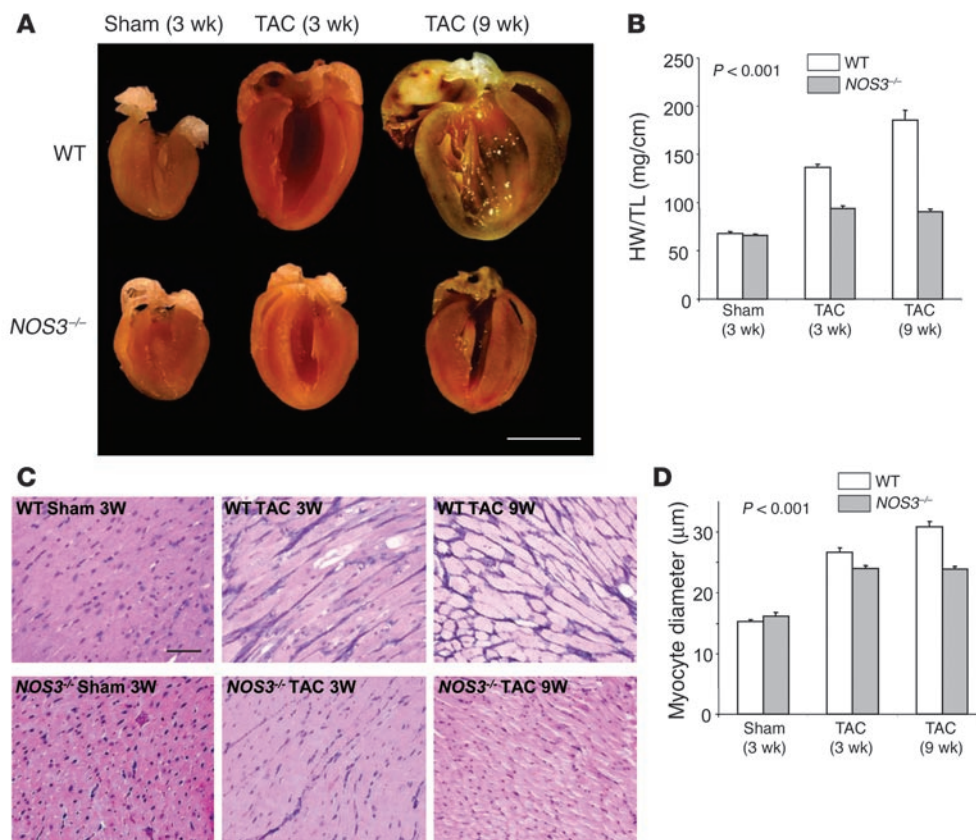 A
Sham (3 wk) TAC (3 wk) TAC (9 wk)
WT
NOS3–/–
B
P < 0.001
WT
NOS3–/–
HW/TL (mg/cm)
250
200
150
100
50
0
Sham TAC TAC
(3 wk) (3 wk) (9 wk)
C
WT Sham 3W WT TAC 3W WT TAC 9W
NOS3-/- Sham 3W NOS3-/- TAC 3W NOS3-/- TAC 9W
D
WT
NOS3–/–
P < 0.001
Myocyte diameter (μm)
30
20
10
0
Sham TAC TAC
(3 wk) (3 wk) (9 wk)